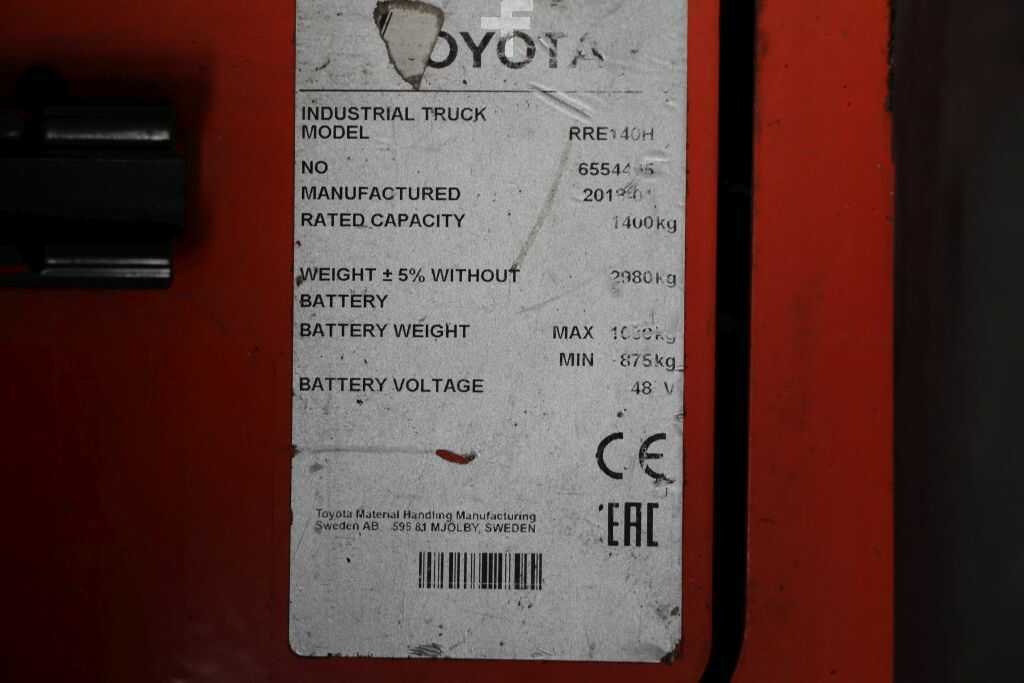 TOYOTA
INDUSTRIAL TRUCK
MODEL RRE140H
NO
MANUFACTURED
RATED CAPACITY 1400kg
WEIGHT ± 5% WITHOUT 2980kg
BATTERY
BATTERY WEIGHT MAX
MIN 875kg
BATTERY VOLTAGE 48 V
CE
EAC
Toyota Material Handling Manufacturing
Sweden AB 595 81 MJÖLBY, SWEDEN